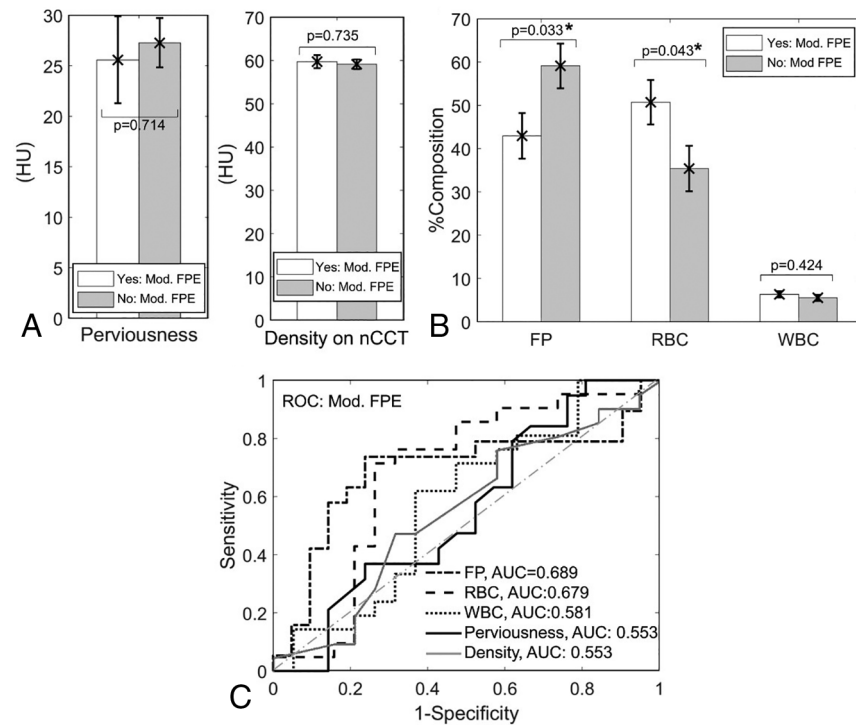 30
25
20
15
10
5
0
(HU)
p=0.714
Yes: Mod. FPE
No: Mod. FPE
A
Perviousness
70
60
50
40
30
20
10
0
(HU)
p=0.735
Yes: Mod. FPE
No: Mod. FPE
Density on nCCT
70
60
50
40
30
20
10
0
%Composition
p=0.033*
p=0.043*
p=0.424
Yes: Mod. FPE
No: Mod FPE
B
FP
RBC
WBC
ROC: Mod. FPE
1
0.8
0.6
0.4
0.2
0
Sensitivity
FP, AUC=0.689
RBC, AUC:0.679
WBC, AUC:0.581
Perviousness, AUC: 0.553
Density, AUC: 0.553
0
0.2
0.4
0.6
0.8
1
C
1-Specificity